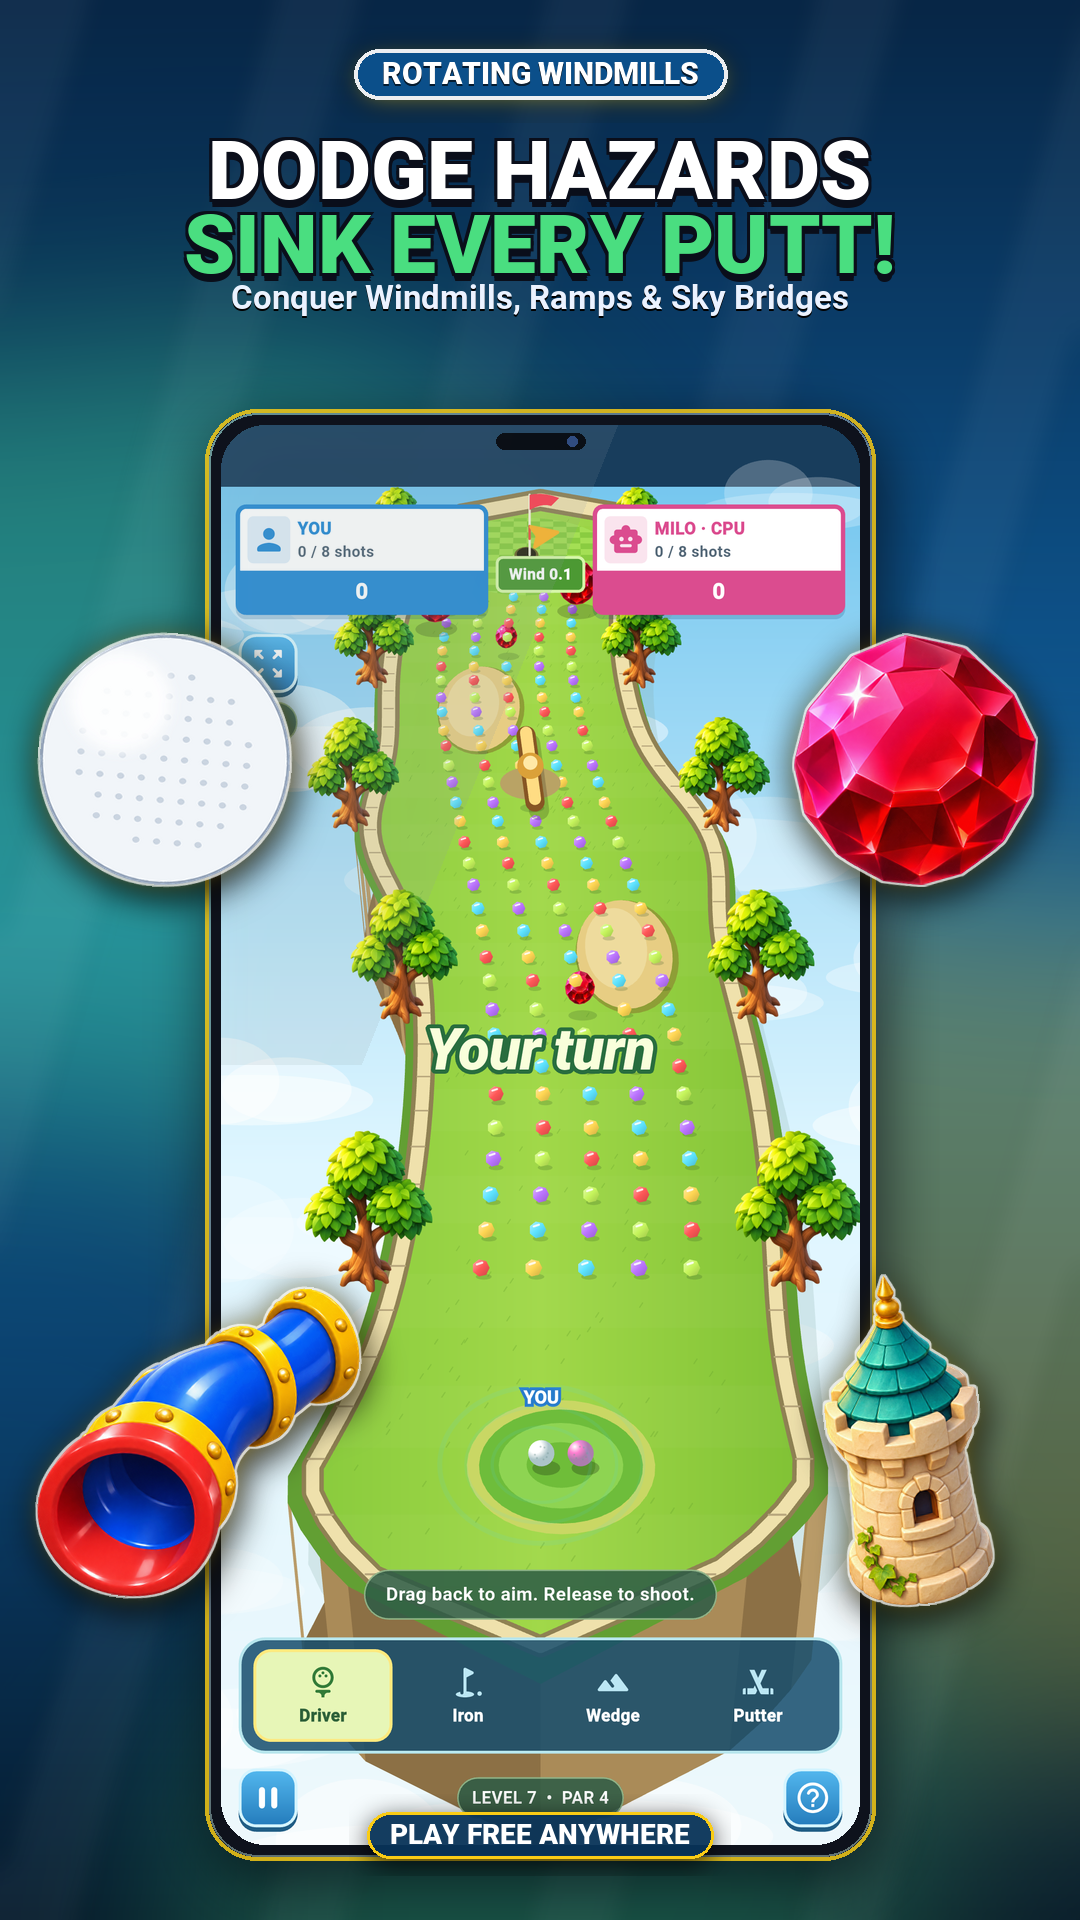 ROTATING WINDMILLS
DODGE HAZARDS
SINK EVERY PUTT!
Conquer Windmills, Ramps & Sky Bridges
YOU
0 / 8 shots
0
Wind 0.1
MILO · CPU
0 / 8 shots
0
Your turn
YOU
Drag back to aim. Release to shoot.
Driver
Iron
Wedge
Putter
LEVEL 7 • PAR 4
PLAY FREE ANYWHERE